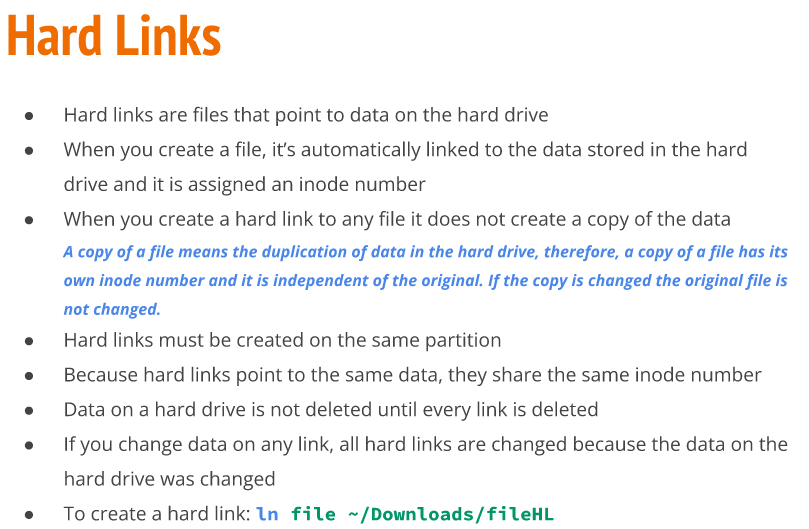 Hard Links
● Hard links are files that point to data on the hard drive
● When you create a file, it’s automatically linked to the data stored in the hard
drive and it is assigned an inode number
● When you create a hard link to any file it does not create a copy of the data
A copy of a file means the duplication of data in the hard drive, therefore, a copy of a file has its
own inode number and it is independent of the original. If the copy is changed the original file is
not changed.
● Hard links must be created on the same partition
● Because hard links point to the same data, they share the same inode number
● Data on a hard drive is not deleted until every link is deleted
● If you change data on any link, all hard links are changed because the data on the
hard drive was changed
● To create a hard link: ln file ~/Downloads/fileHL